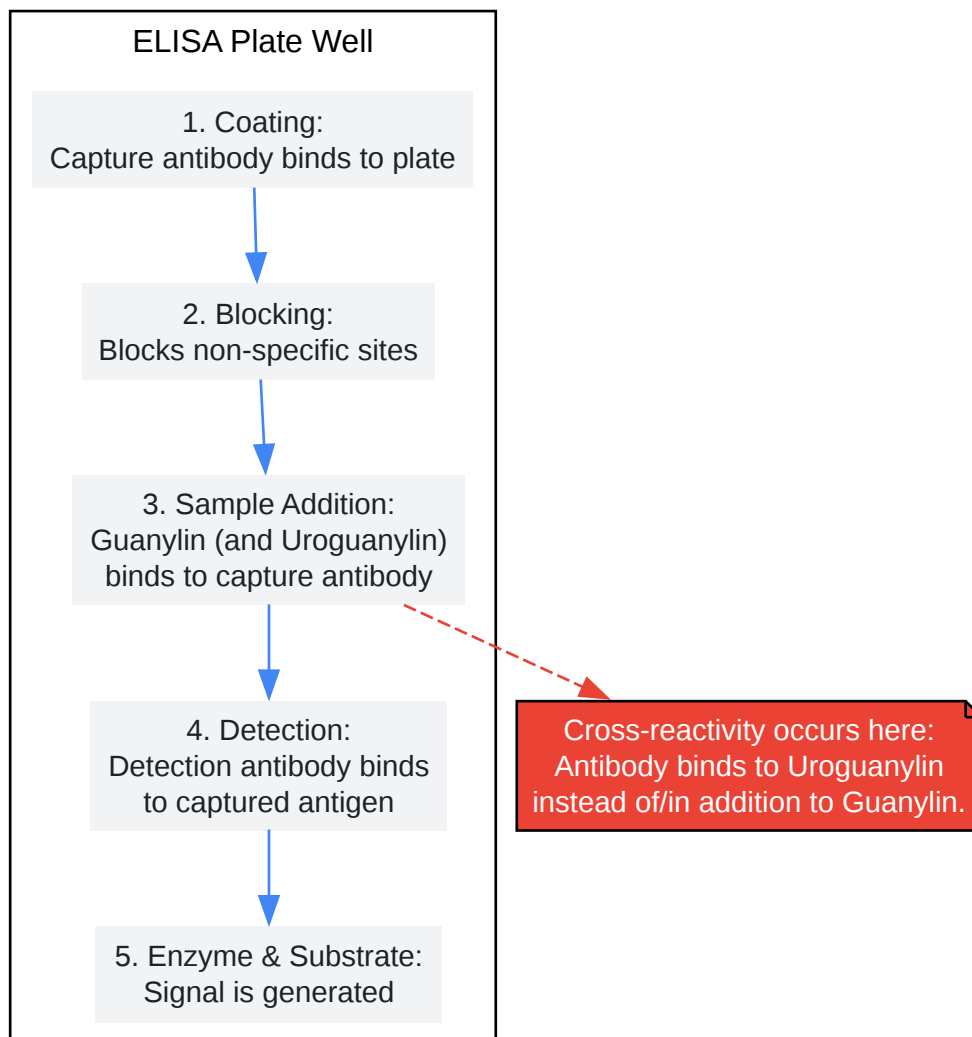 ELISA Plate Well
1. Coating:
Capture antibody binds to plate
2. Blocking:
Blocks non-specific sites
3. Sample Addition:
Guanylin (and Uroguanylin)
binds to capture antibody
4. Detection:
Detection antibody binds
to captured antigen
Cross-reactivity occurs here:
Antibody binds to Uroguanylin
instead of/in addition to Guanylin.
5. Enzyme & Substrate:
Signal is generated